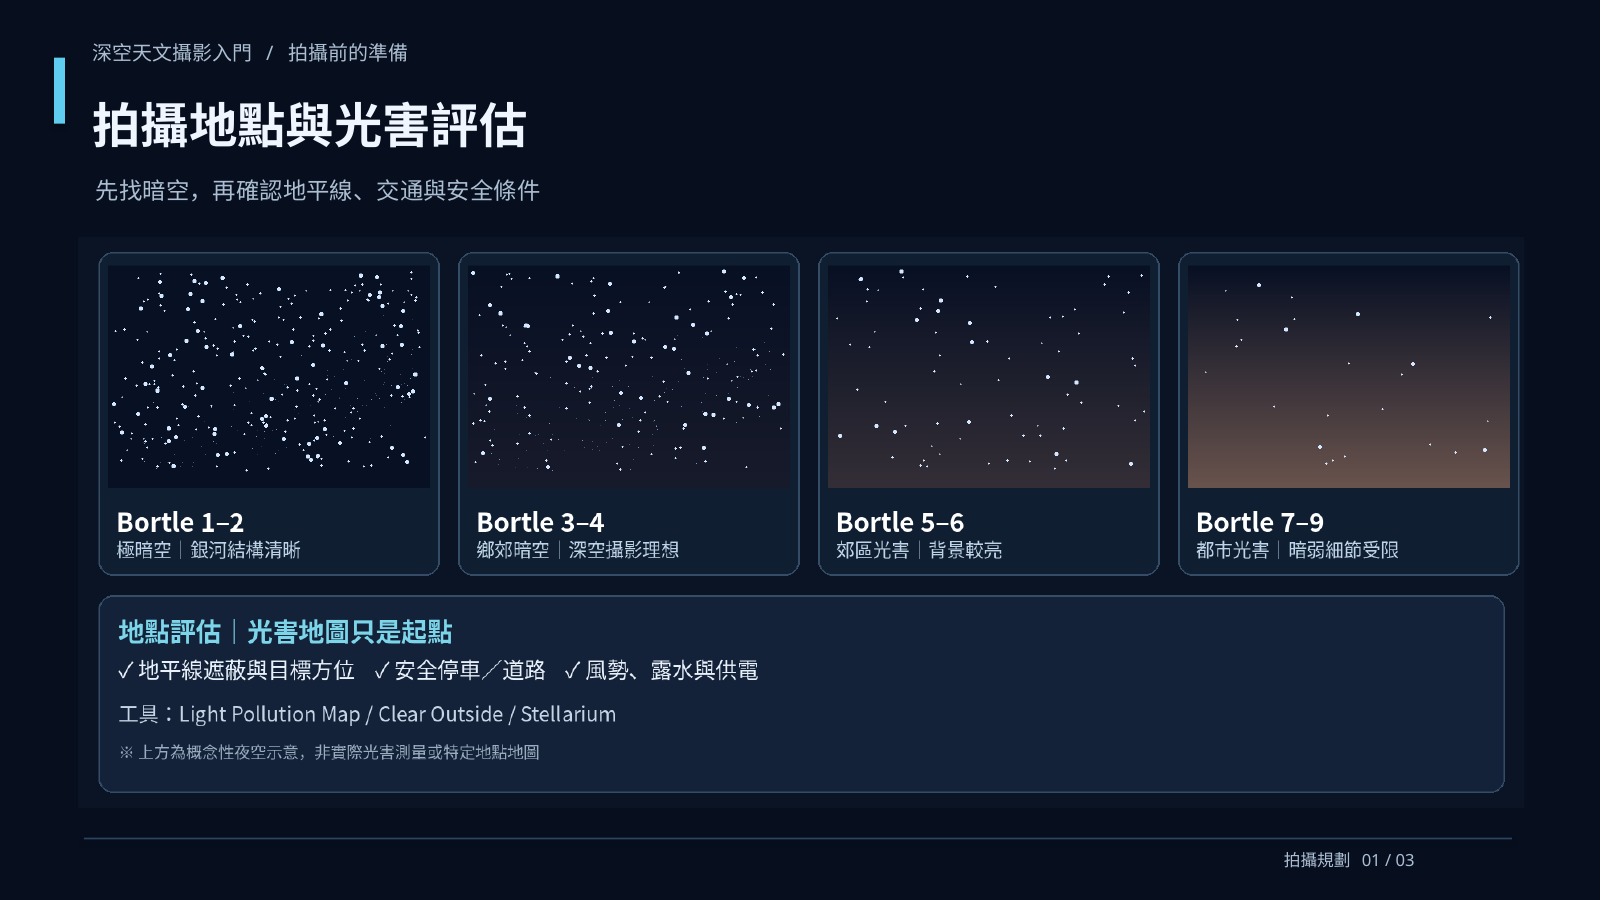 深空天文攝影入門 / 拍攝前的準備
拍攝地點與光害評估
先找暗空，再確認地平線、交通與安全條件
Bortle 1–2
極暗空｜銀河結構清晰
Bortle 3–4
鄉郊暗空｜深空攝影理想
Bortle 5–6
郊區光害｜背景較亮
Bortle 7–9
都市光害｜暗弱細節受限
地點評估｜光害地圖只是起點
✓ 地平線遮蔽與目標方位 ✓ 安全停車／道路 ✓ 風勢、露水與供電
工具：Light Pollution Map / Clear Outside / Stellarium
※ 上方為概念性夜空示意，非實際光害測量或特定地點地圖
拍攝規劃 01 / 03